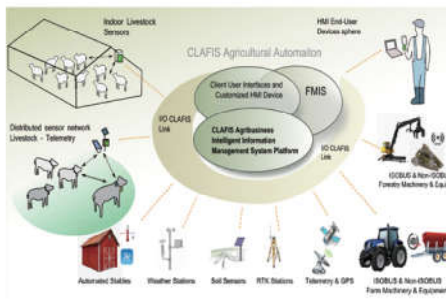 Indoor Livestock
Sensors
HMI End-User
Devices sphere
CLAFIS Agricultural Automation
Client User Interfaces and
Customized HMI Device
FMIS
I/O CLAFIS
Link
CLAFIS Agribusiness
Intelligent Information
Management System Platform
I/O CLAFIS
Link
Distributed sensor network
Livestock - Telemetry
ISOBUS & Non-ISOBUS
Forestry Machinery & Equi
Automated Stables
Weather Stations
Soil Sensors
RTK Stations
Telemetry & GPS
ISOBUS & Non-ISOBUS
Farm Machinery & Equipment